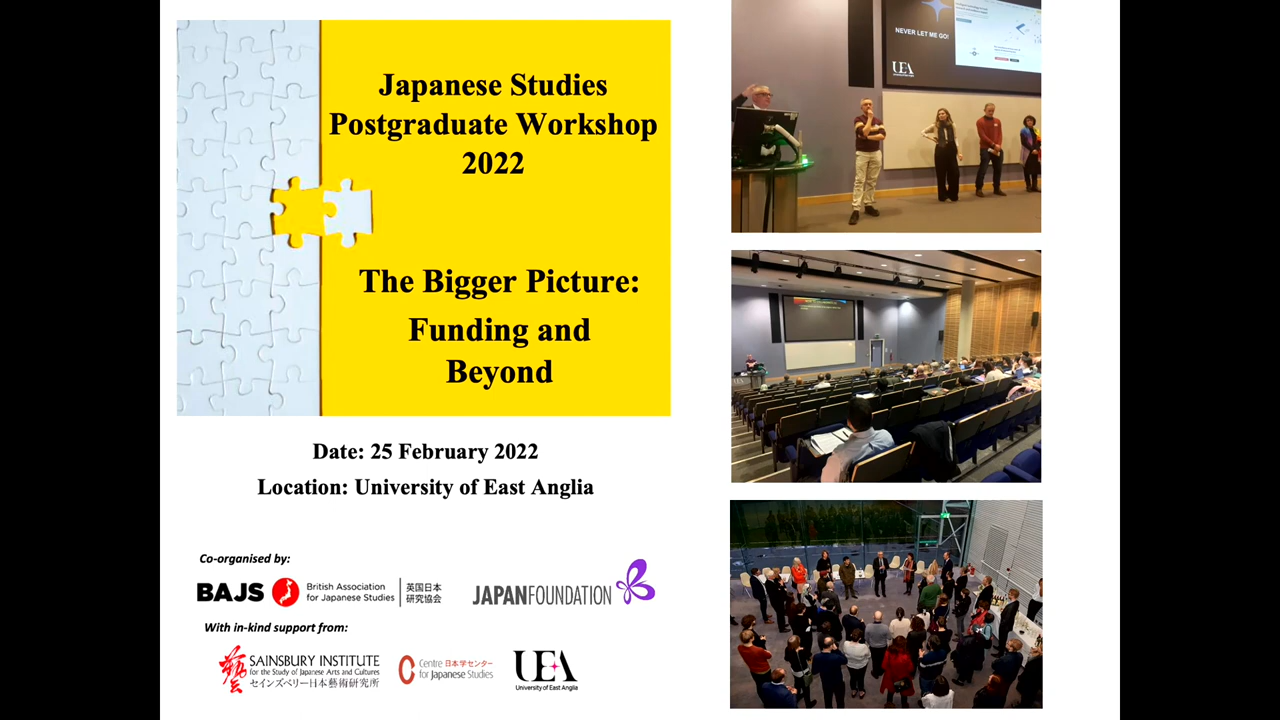 Japanese Studies
Postgraduate Workshop
2022
The Bigger Picture:
Funding and
Beyond
Date: 25 February 2022
Location: University of East Anglia
Co-organised by:
BAJS
British Association
for Japanese Studies
英国日本
研究協会
JAPANFOUNDATION
With in-kind support from:
SAINSBURY INSTITUTE
for the Study of Japanese Arts and Cultures
セインズベリー日本藝術研究所
Centre 日本学センター
for Japanese Studies
UEA
University of East Anglia
NEVER LET ME GO!
UEA